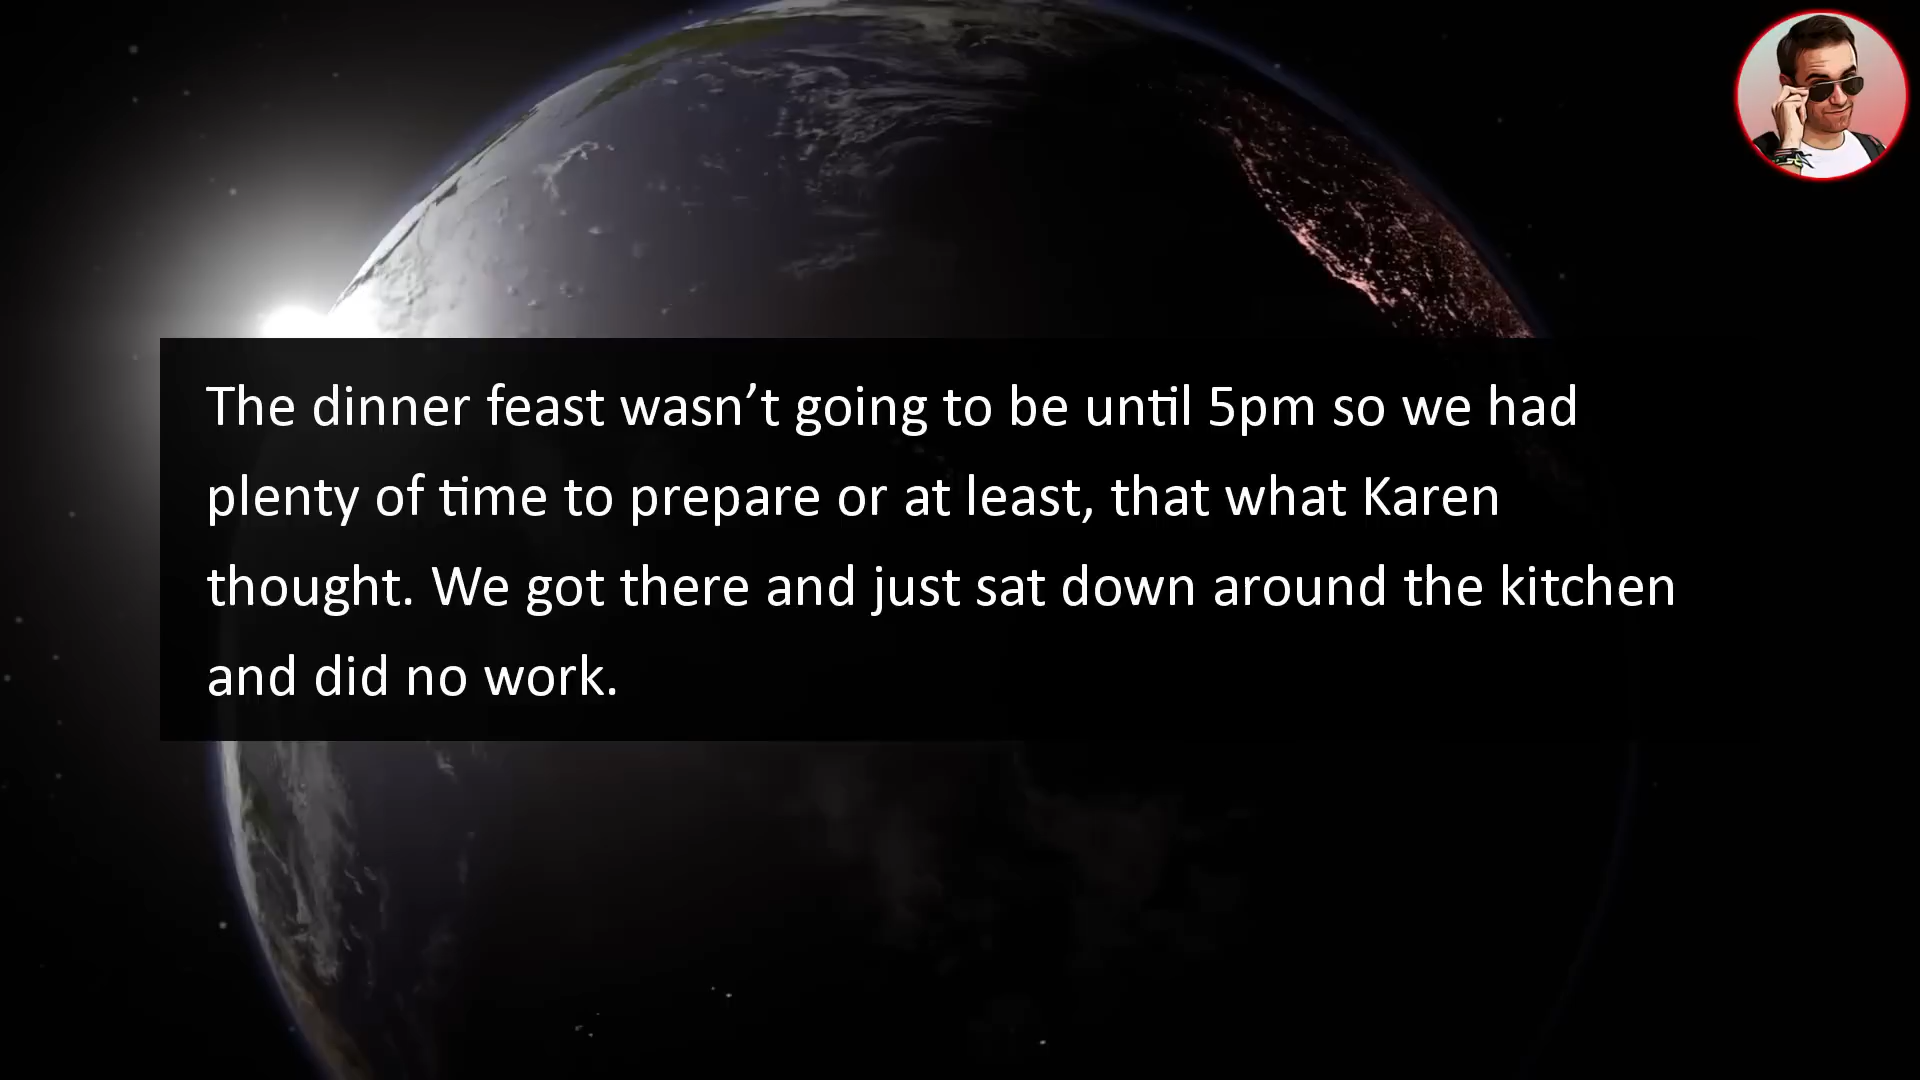 The dinner feast wasn’t going to be until 5pm so we had
plenty of time to prepare or at least, that what Karen
thought. We got there and just sat down around the kitchen
and did no work.